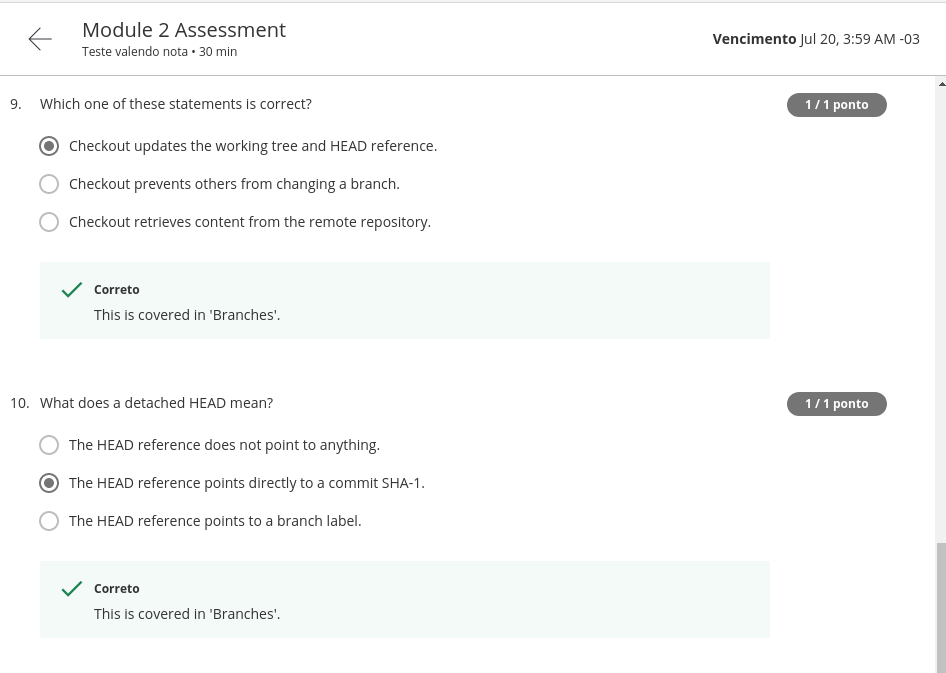 Module 2 Assessment
Teste valendo nota • 30 min
Vencimento Jul 20, 3:59 AM -03
9. Which one of these statements is correct?
1 / 1 ponto
Checkout updates the working tree and HEAD reference.
Checkout prevents others from changing a branch.
Checkout retrieves content from the remote repository.
Correto
This is covered in 'Branches'.
10. What does a detached HEAD mean?
1 / 1 ponto
The HEAD reference does not point to anything.
The HEAD reference points directly to a commit SHA-1.
The HEAD reference points to a branch label.
Correto
This is covered in 'Branches'.